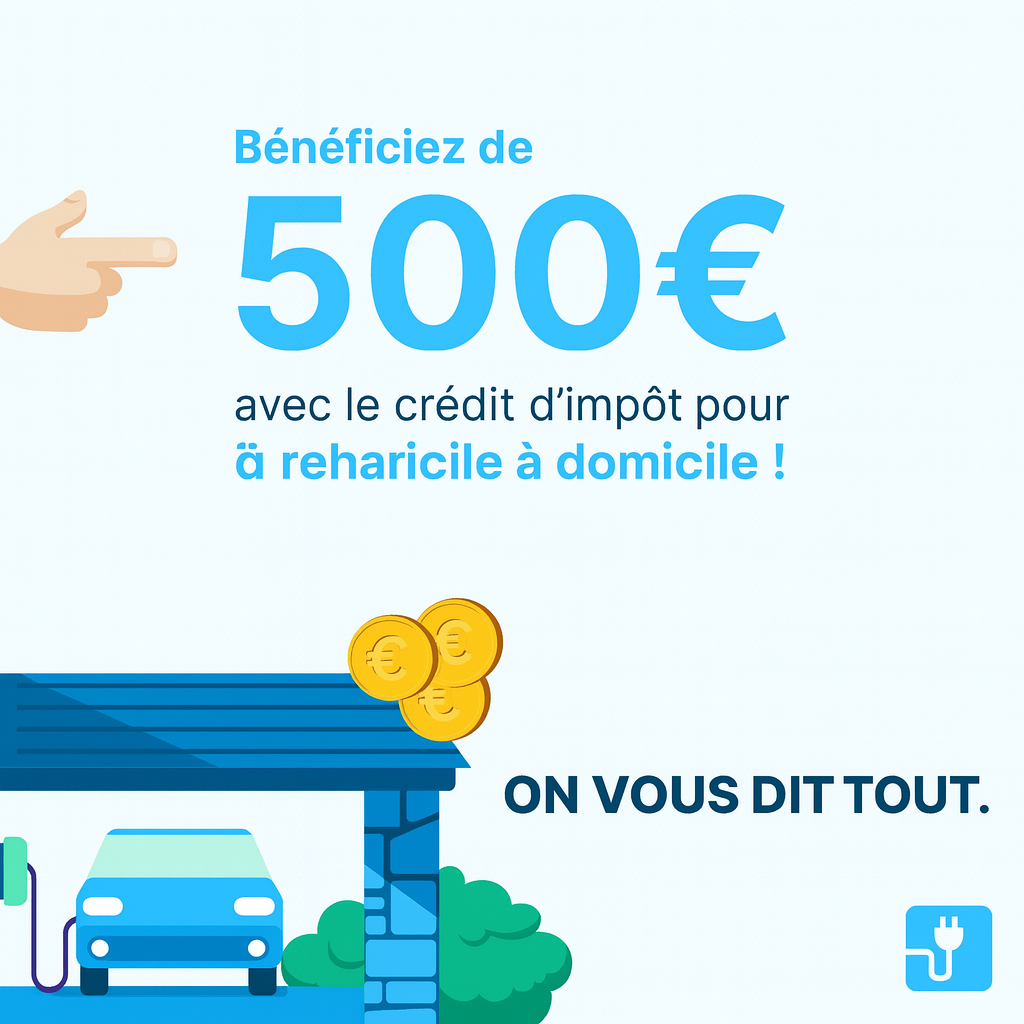 Bénéficiez de
500€
avec le crédit d'impôt pour
ä reharicile à domicile !
ON VOUS DIT TOUT.